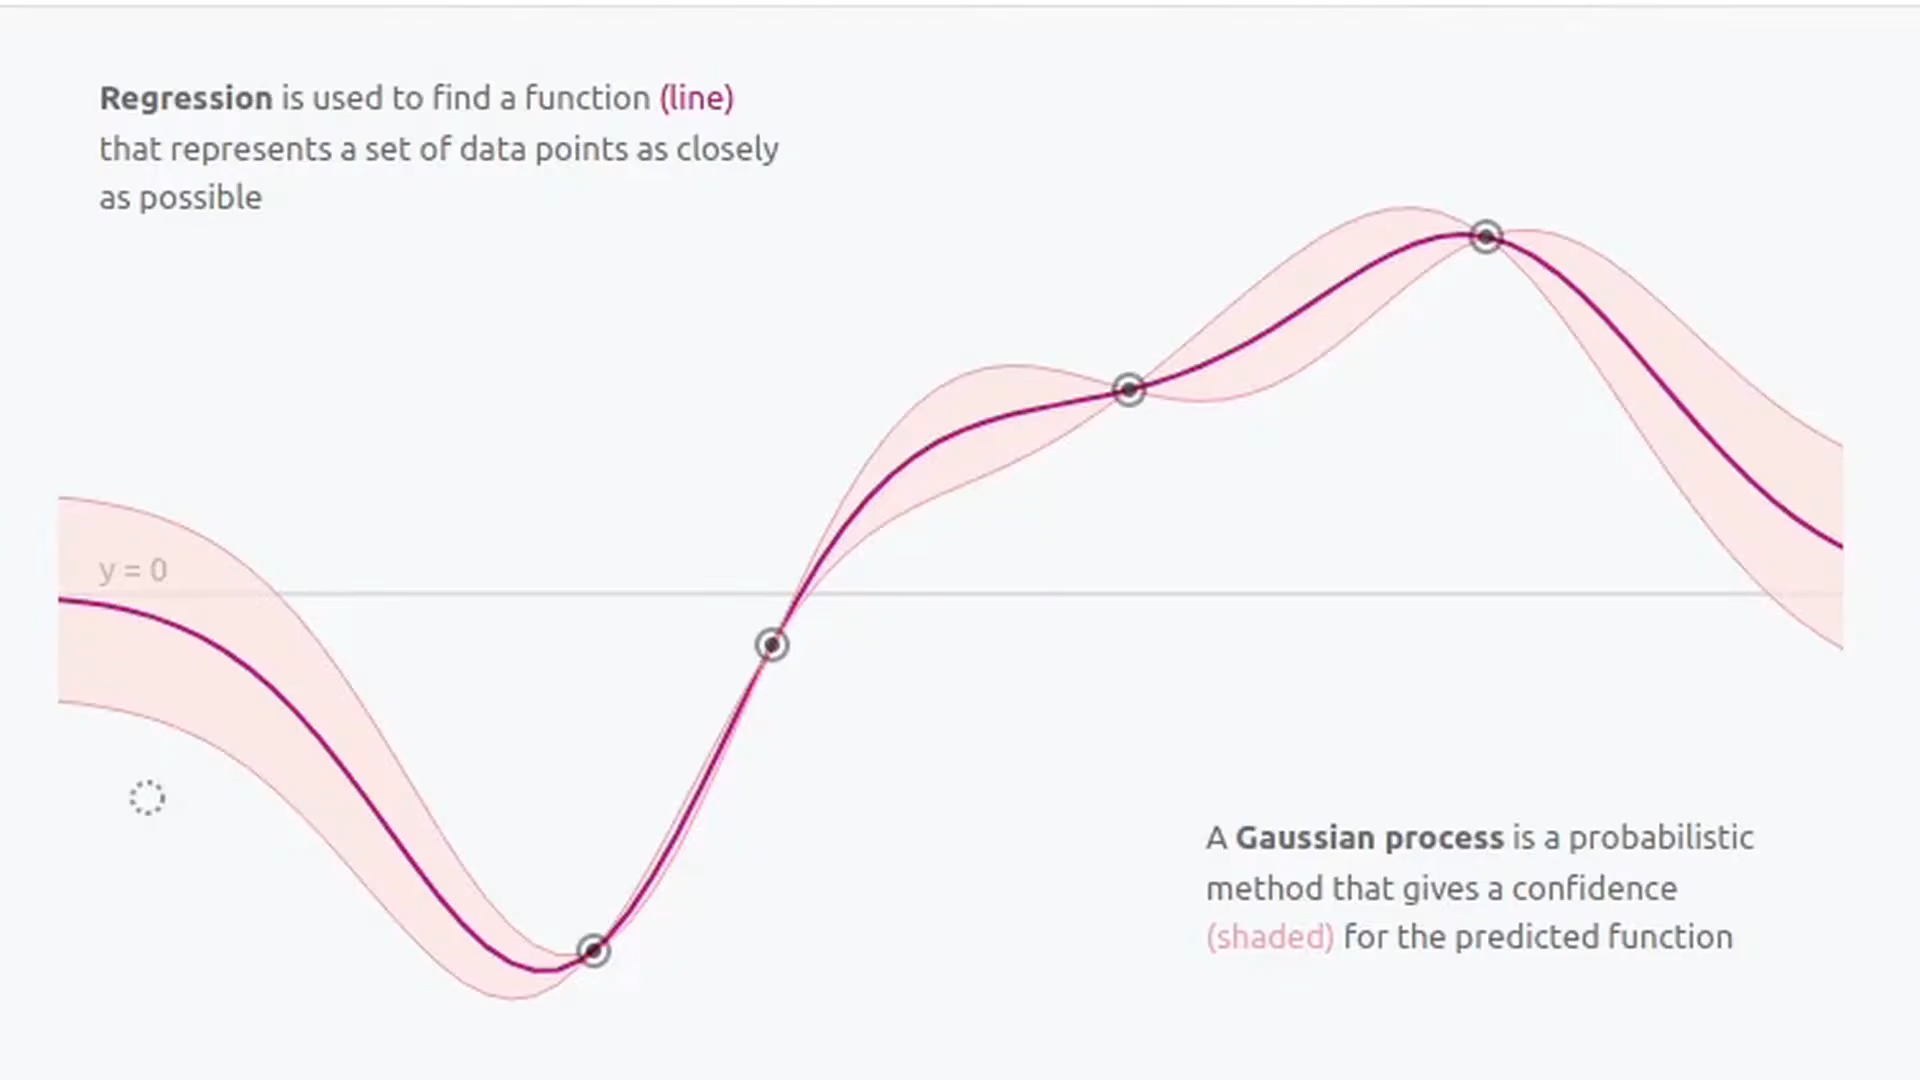 Regression is used to find a function (line)
that represents a set of data points as closely
as possible
y = 0
A Gaussian process is a probabilistic
method that gives a confidence
(shaded) for the predicted function